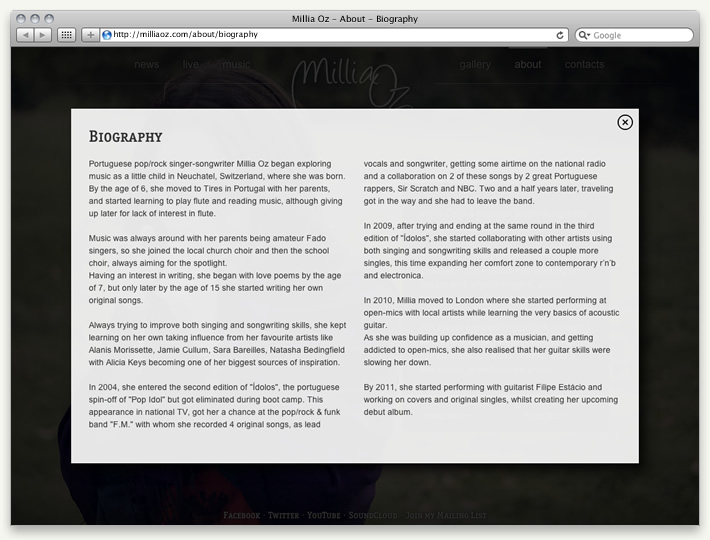 Millia Oz – About – Biography
http://milliaoz.com/about/biography
Google
news live music
Millia Oz
gallery about contacts
Biography
Portuguese pop/rock singer-songwriter Millia Oz began exploring
music as a little child in Neuchatel, Switzerland, where she was born.
By the age of 6, she moved to Tires in Portugal with her parents,
and started learning to play flute and reading music, although giving
up later for lack of interest in flute.
Music was always around with her parents being amateur Fado
singers, so she joined the local church choir and then the school
choir, always aiming for the spotlight.
Having an interest in writing, she began with love poems by the age
of 7, but only later by the age of 15 she started writing her own
original songs.
Always trying to improve both singing and songwriting skills, she kept
learning on her own taking influence from her favourite artists like
Alanis Morissette, Jamie Cullum, Sara Bareilles, Natasha Bedingfield
with Alicia Keys becoming one of her biggest sources of inspiration.
In 2004, she entered the second edition of "Ídolos", the portuguese
spin-off of "Pop Idol" but got eliminated during boot camp. This
appearance in national TV, got her a chance at the pop/rock & funk
band "F.M." with whom she recorded 4 original songs, as lead
vocals and songwriter, getting some airtime on the national radio
and a collaboration on 2 of these songs by 2 great Portuguese
rappers, Sir Scratch and NBC. Two and a half years later, traveling
got in the way and she had to leave the band.
In 2009, after trying and ending at the same round in the third
edition of "Ídolos", she started collaborating with other artists using
both singing and songwriting skills and released a couple more
singles, this time expanding her comfort zone to contemporary r'n'b
and electronica.
In 2010, Millia moved to London where she started performing at
open-mics with local artists while learning the very basics of acoustic
guitar.
As she was building up confidence as a musician, and getting
addicted to open-mics, she also realised that her guitar skills were
slowing her down.
By 2011, she started performing with guitarist Filipe Estácio and
working on covers and original singles, whilst creating her upcoming
debut album.
Facebook · Twitter · YouTube · SoundCloud · Join my Mailing List